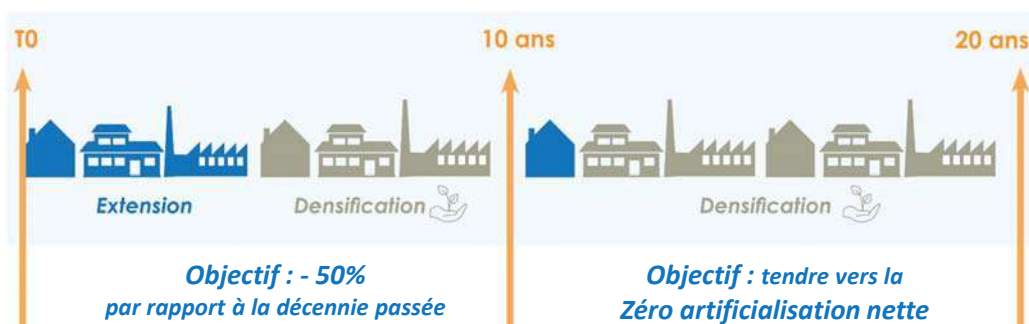 T0 10 ans 20 ans
Extension Densification Densification
Objectif : - 50%
par rapport à la décennie passée
Objectif : tendre vers la
Zéro artificialisation nette